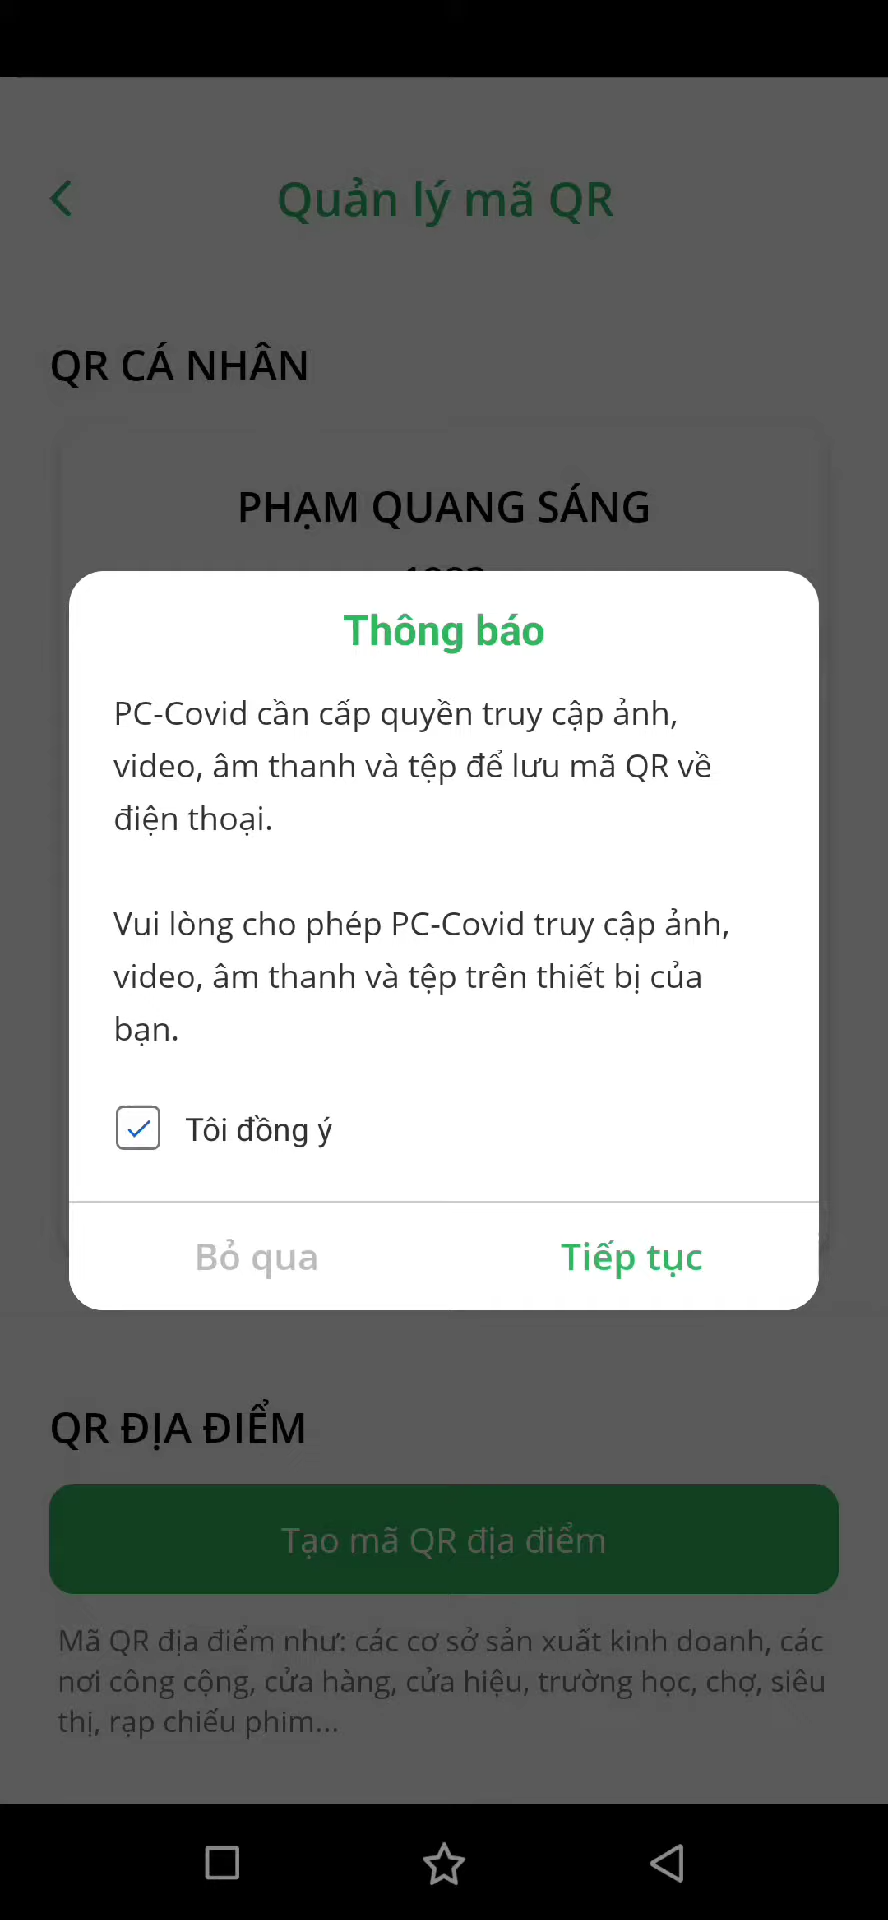 Quản lý mã QR
QR CÁ NHÂN
PHẠM QUANG SÁNG
Thông báo
PC-Covid cần cấp quyền truy cập ảnh,
video, âm thanh và tệp để lưu mã QR về
điện thoại.
Vui lòng cho phép PC-Covid truy cập ảnh,
video, âm thanh và tệp trên thiết bị của
bạn.
Tôi đồng ý
Bỏ qua
Tiếp tục
QR ĐỊA ĐIỂM
Tạo mã QR địa điểm
Mã QR địa điểm như: các cơ sở sản xuất kinh doanh, các
nơi công cộng, cửa hàng, cửa hiệu, trường học, chợ, siêu
thị, rạp chiếu phim...